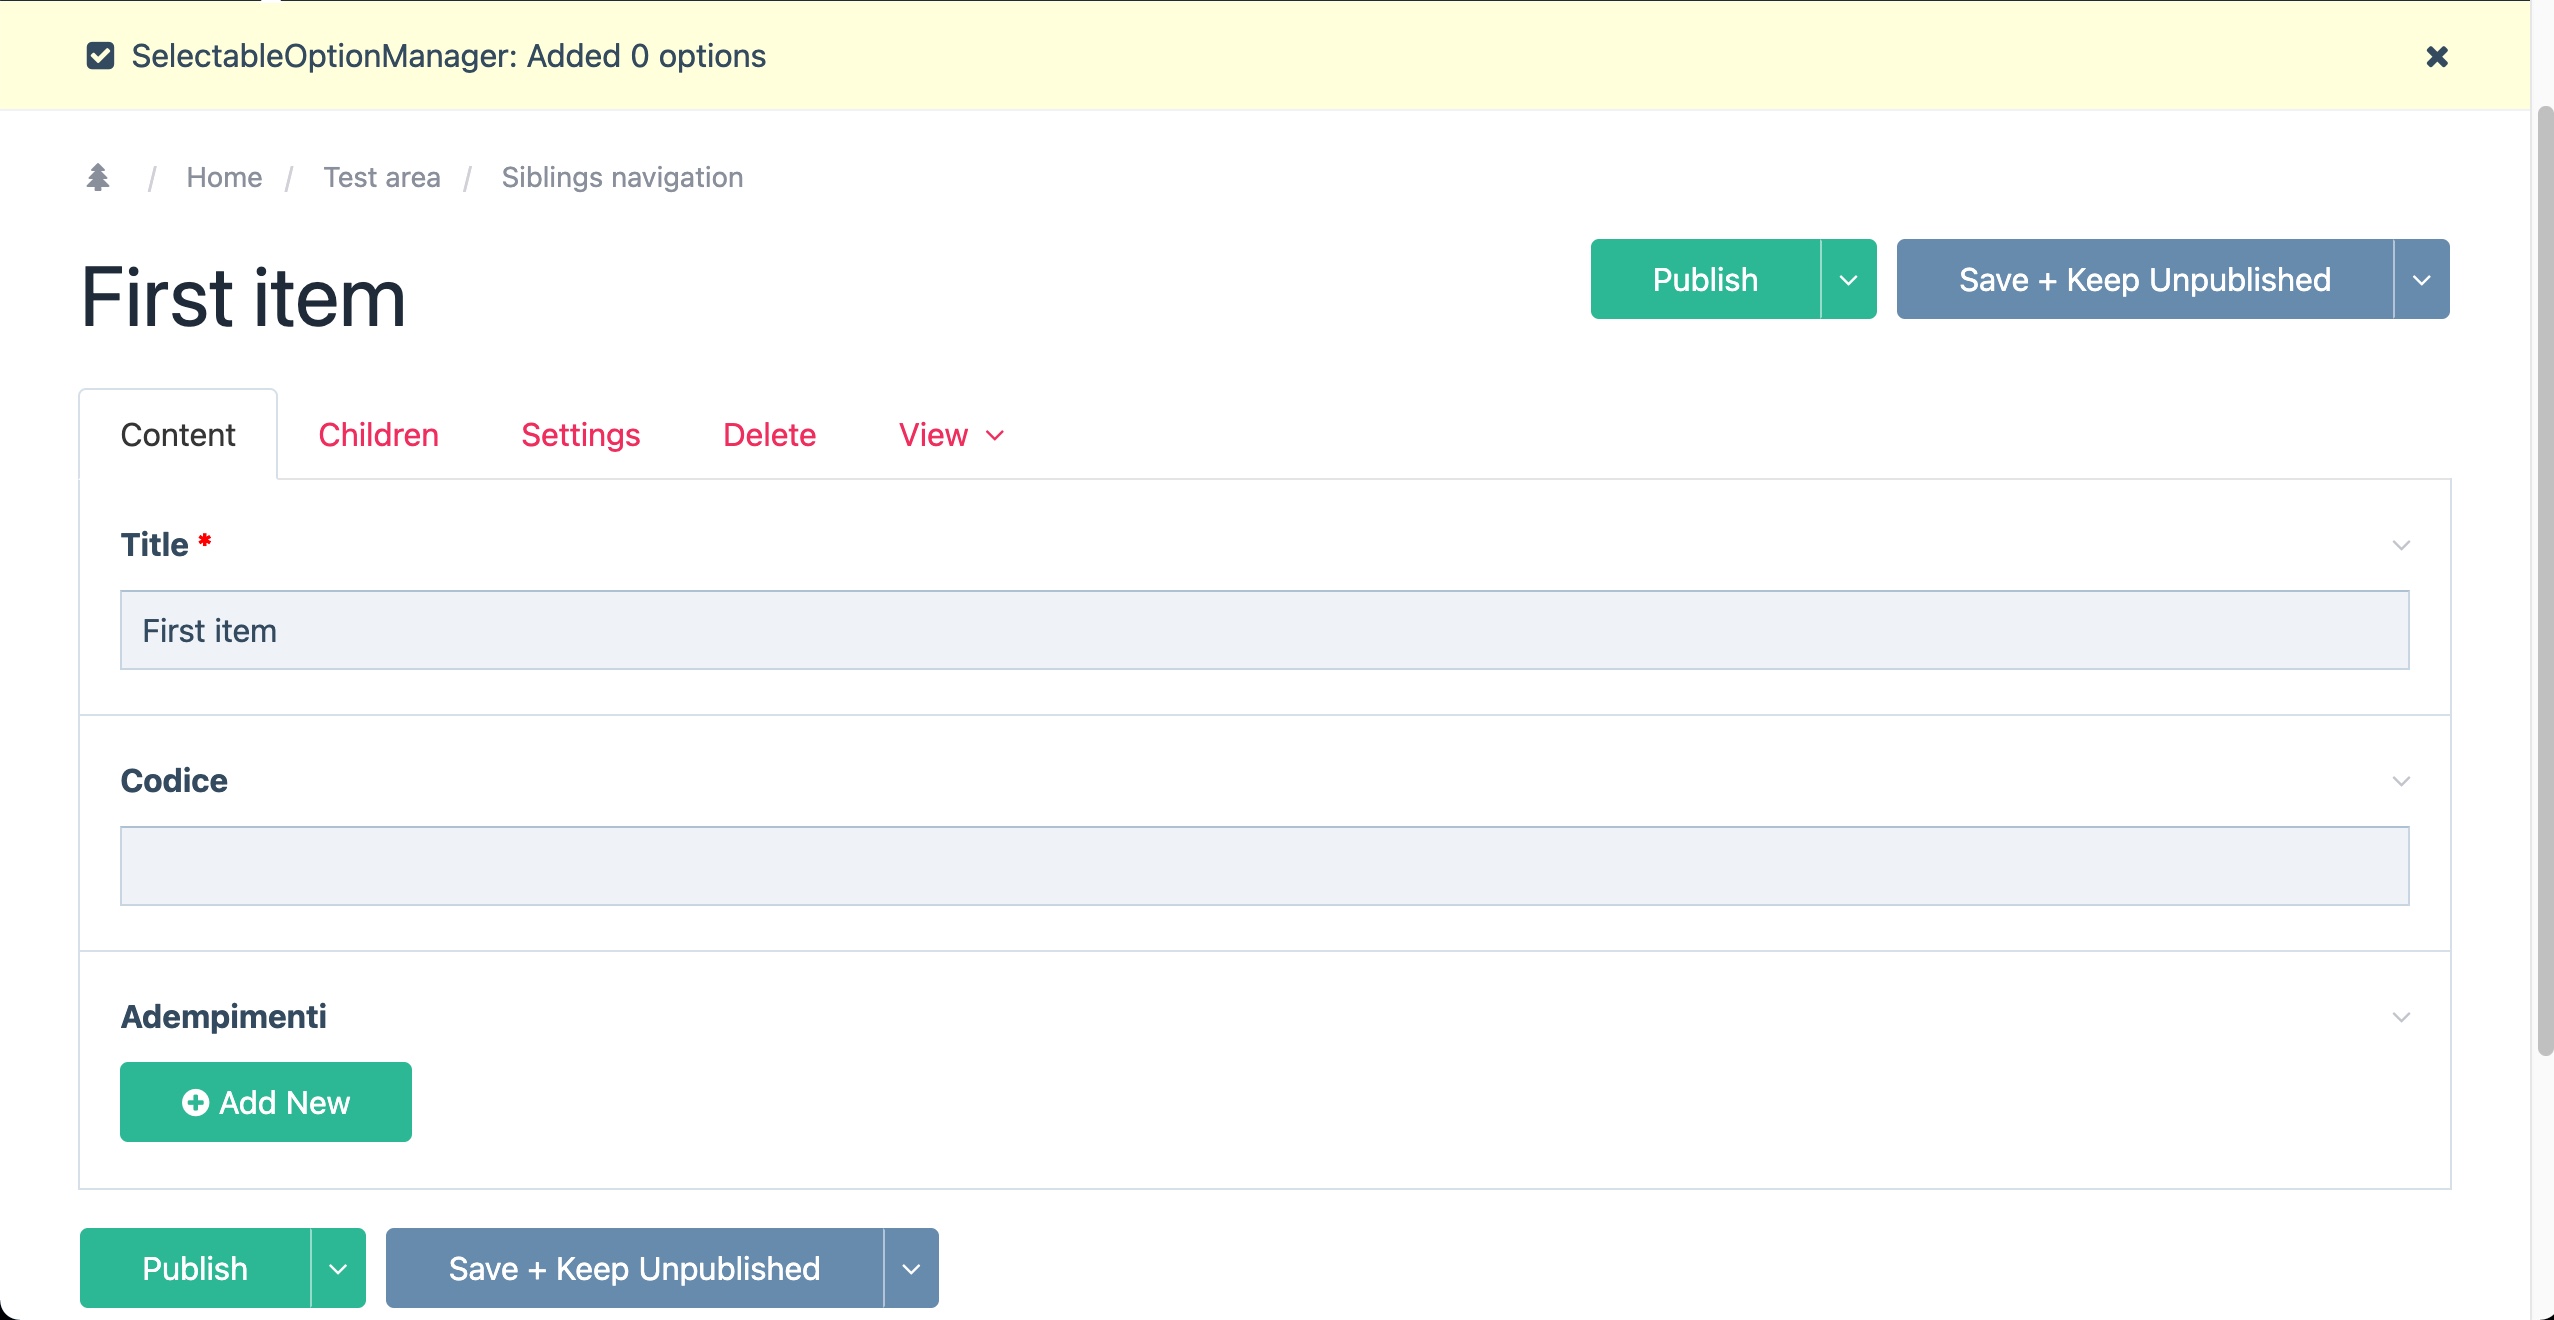 SelectableOptionManager: Added 0 options
/ Home / Test area / Siblings navigation
First item
Publish
Save + Keep Unpublished
Content Children Settings Delete View
Title *
First item
Codice
Adempimenti
Add New
Publish
Save + Keep Unpublished